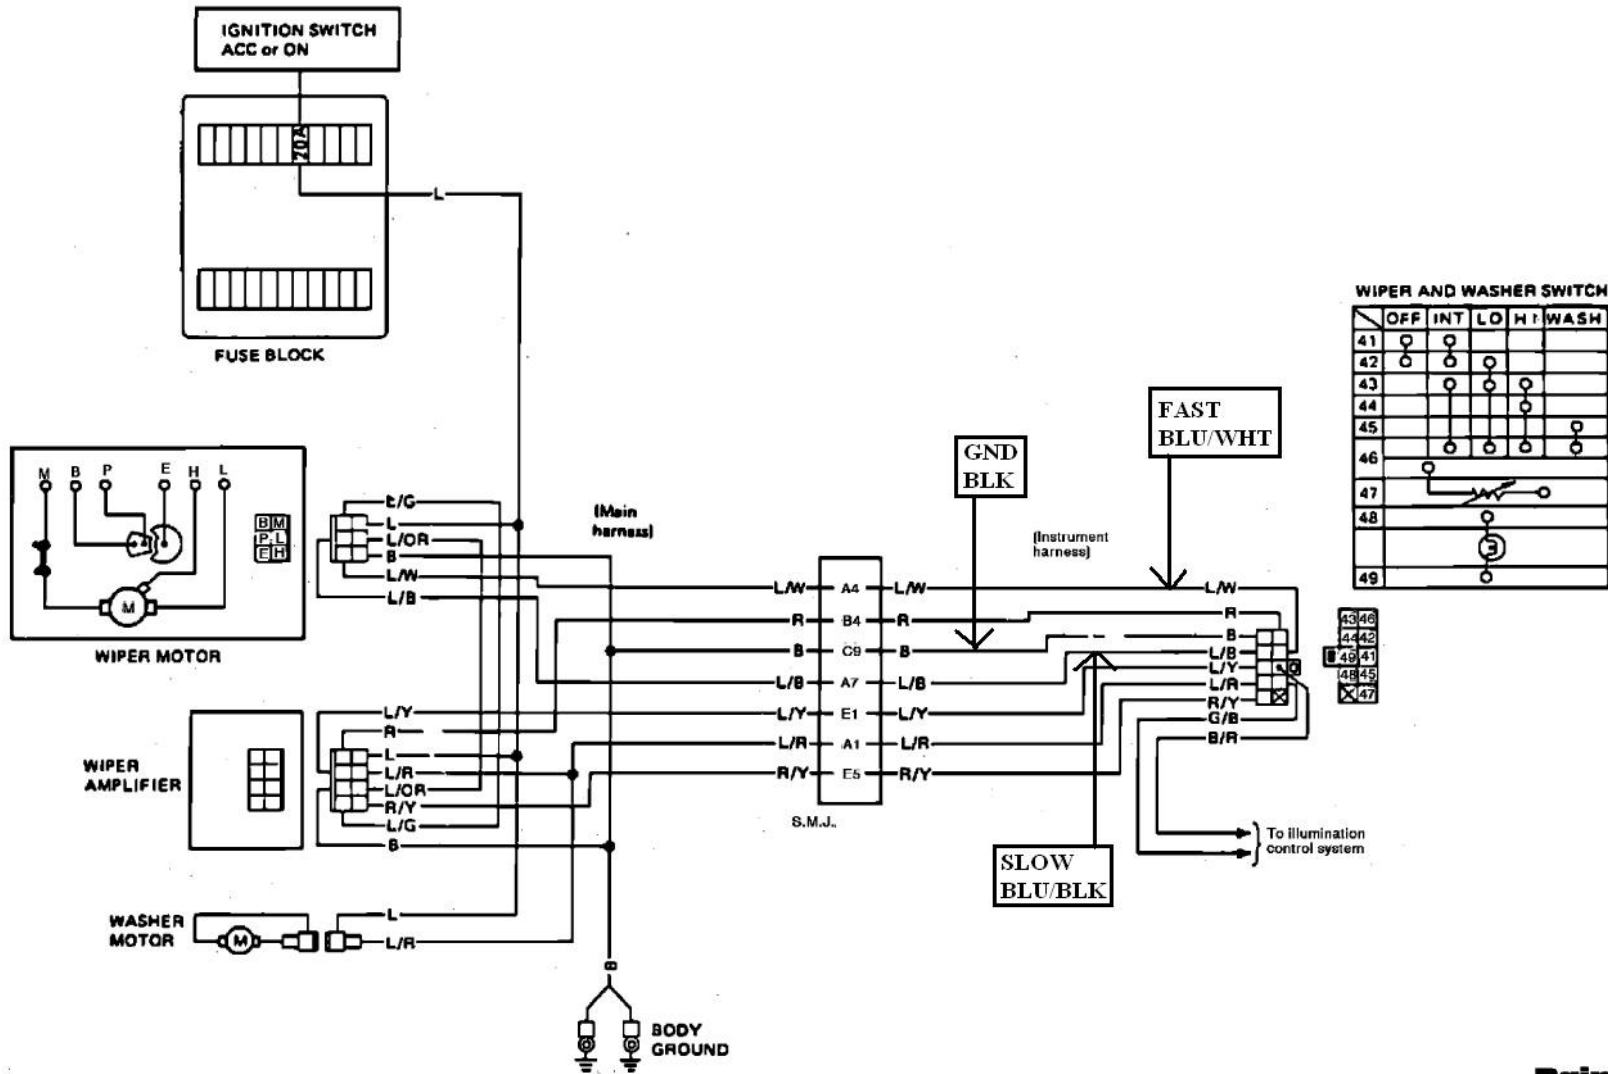 IGNITION SWITCH
ACC or ON
20A
L
FUSE BLOCK
WIPER AND WASHER SWITCH
OFF INT LO HI WASH
41
42
43
44
45
46
47
48
49
FAST
BLU/WHT
GND
BLK
M B P E H L
M
B M
P L
E H
WIPER MOTOR
L/G
L
L/OR
B
L/W
L/B
(Main
harness)
(Instrument
harness)
L/W A4 L/W L/W
R B4 R R
B C9 B B
L/B A7 L/B L/B
L/Y E1 L/Y L/Y
L/R A1 L/R L/R
R/Y E5 R/Y R/Y
G/B
B/R
S.M.J.
43 46
44 42
49 41
48 45
47
WIPER
AMPLIFIER
L/Y
R
L
L/R
L/OR
R/Y
L/G
B
SLOW
BLU/BLK
To illumination
control system
WASHER
MOTOR
M
L
L/R
B
BODY
GROUND